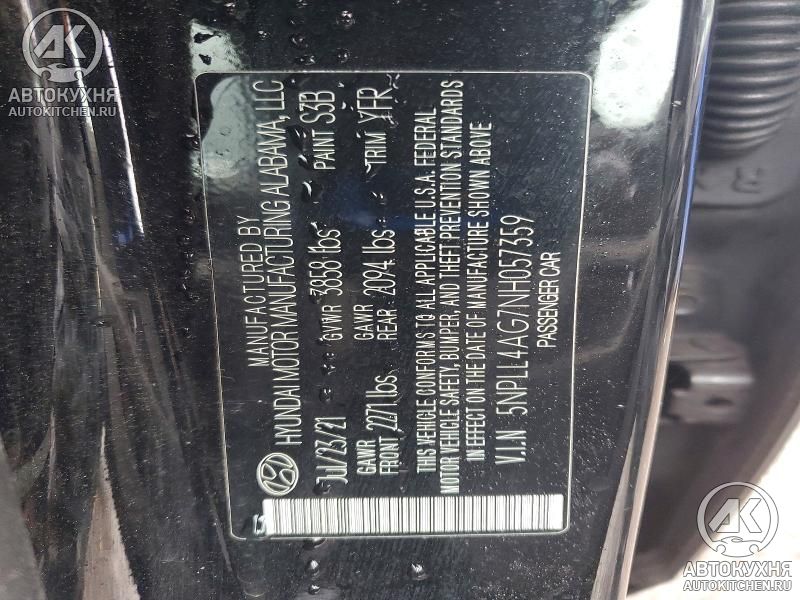 AK
АВТОКУХНЯ
AUTOKITCHEN.RU
MANUFACTURED BY
HYUNDAI MOTOR MANUFACTURING ALABAMA, LLC
JUL/23/21 GVWR 3858 lbs PAINT S3B
GAWR GAWR
FRONT 2271 lbs REAR 2094 lbs TRIM YFR
THIS VEHICLE CONFORMS TO ALL APPLICABLE U.S.A. FEDERAL
MOTOR VEHICLE SAFETY, BUMPER, AND THEFT PREVENTION STANDARDS
IN EFFECT ON THE DATE OF MANUFACTURE SHOWN ABOVE
V.I.N 5NPLL4AG7NH057359
PASSENGER CAR
AK
АВТОКУХНЯ
AUTOKITCHEN.RU